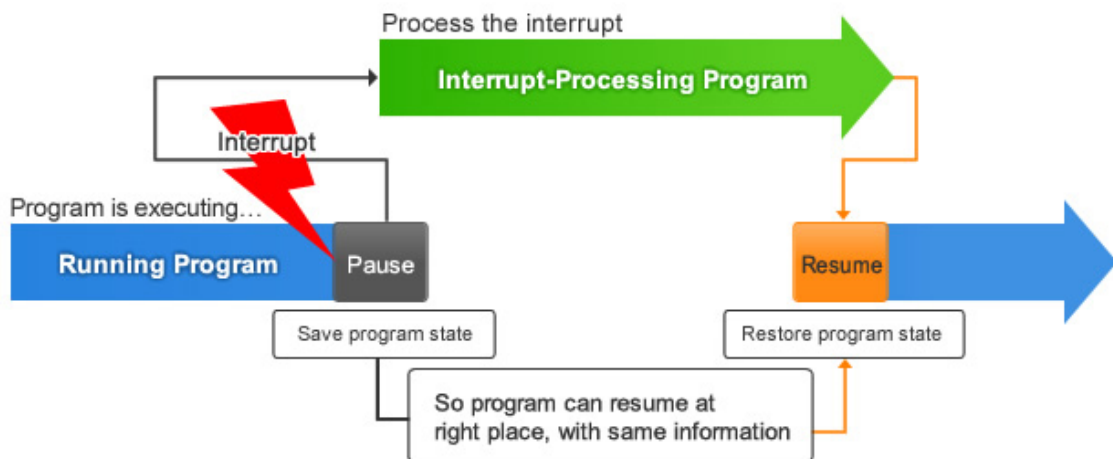 Process the interrupt
Interrupt-Processing Program
Interrupt
Program is executing...
Running Program
Pause
Resume
Save program state
Restore program state
So program can resume at
right place, with same information